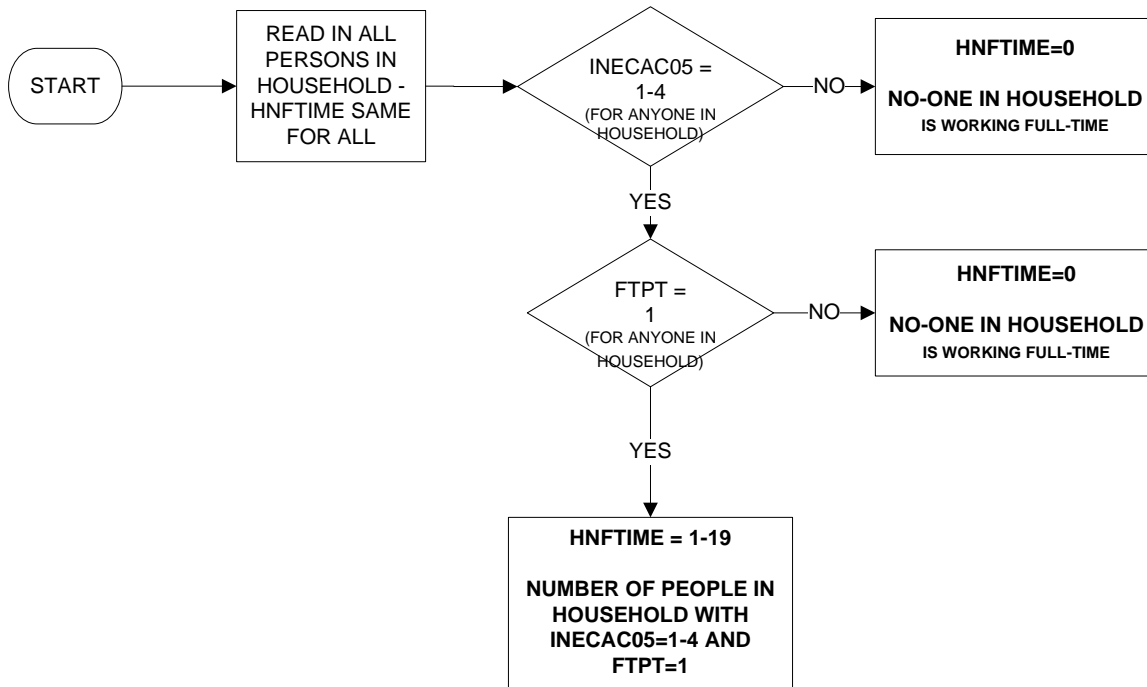 START
READ IN ALL
PERSONS IN
HOUSEHOLD -
HNFTIME SAME
FOR ALL
INECAC05 =
1-4
(FOR ANYONE IN
HOUSEHOLD)
NO
HNFTIME=0
NO-ONE IN HOUSEHOLD
IS WORKING FULL-TIME
YES
FTPT =
1
(FOR ANYONE IN
HOUSEHOLD)
NO
HNFTIME=0
NO-ONE IN HOUSEHOLD
IS WORKING FULL-TIME
YES
HNFTIME = 1-19
NUMBER OF PEOPLE IN
HOUSEHOLD WITH
INECAC05=1-4 AND
FTPT=1